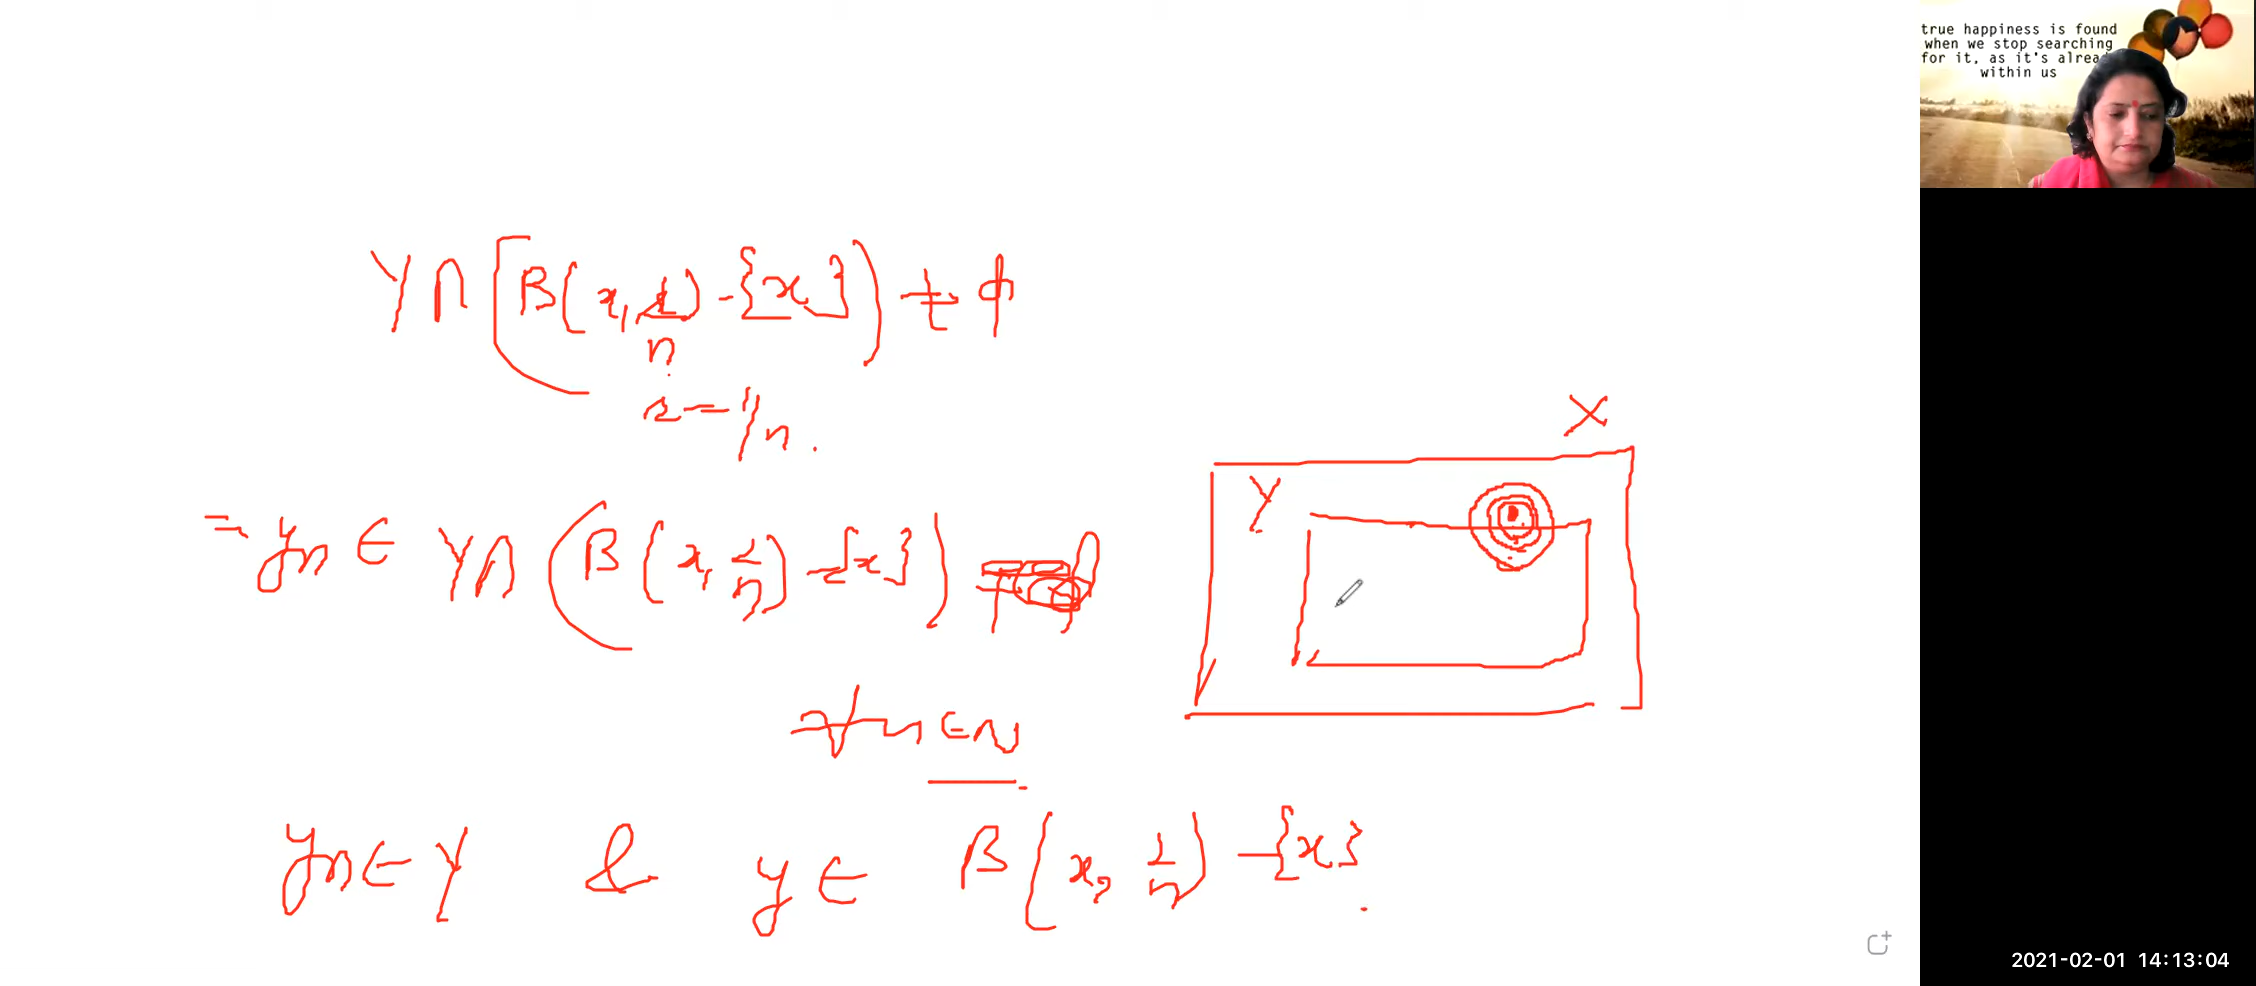 true happiness is found
when we stop searching
for it, as it's alrea
within us
Y∩(B(x, 1/n) - {x}) ≠ ϕ
r = 1/n.
X
Y
= yn ∈ Y∩(B(x, 1/n) - {x})
∀ n ∈ N
yn ∈ Y & y ∈ B(x, 1/n) - {x}.
2021-02-01 14:13:04